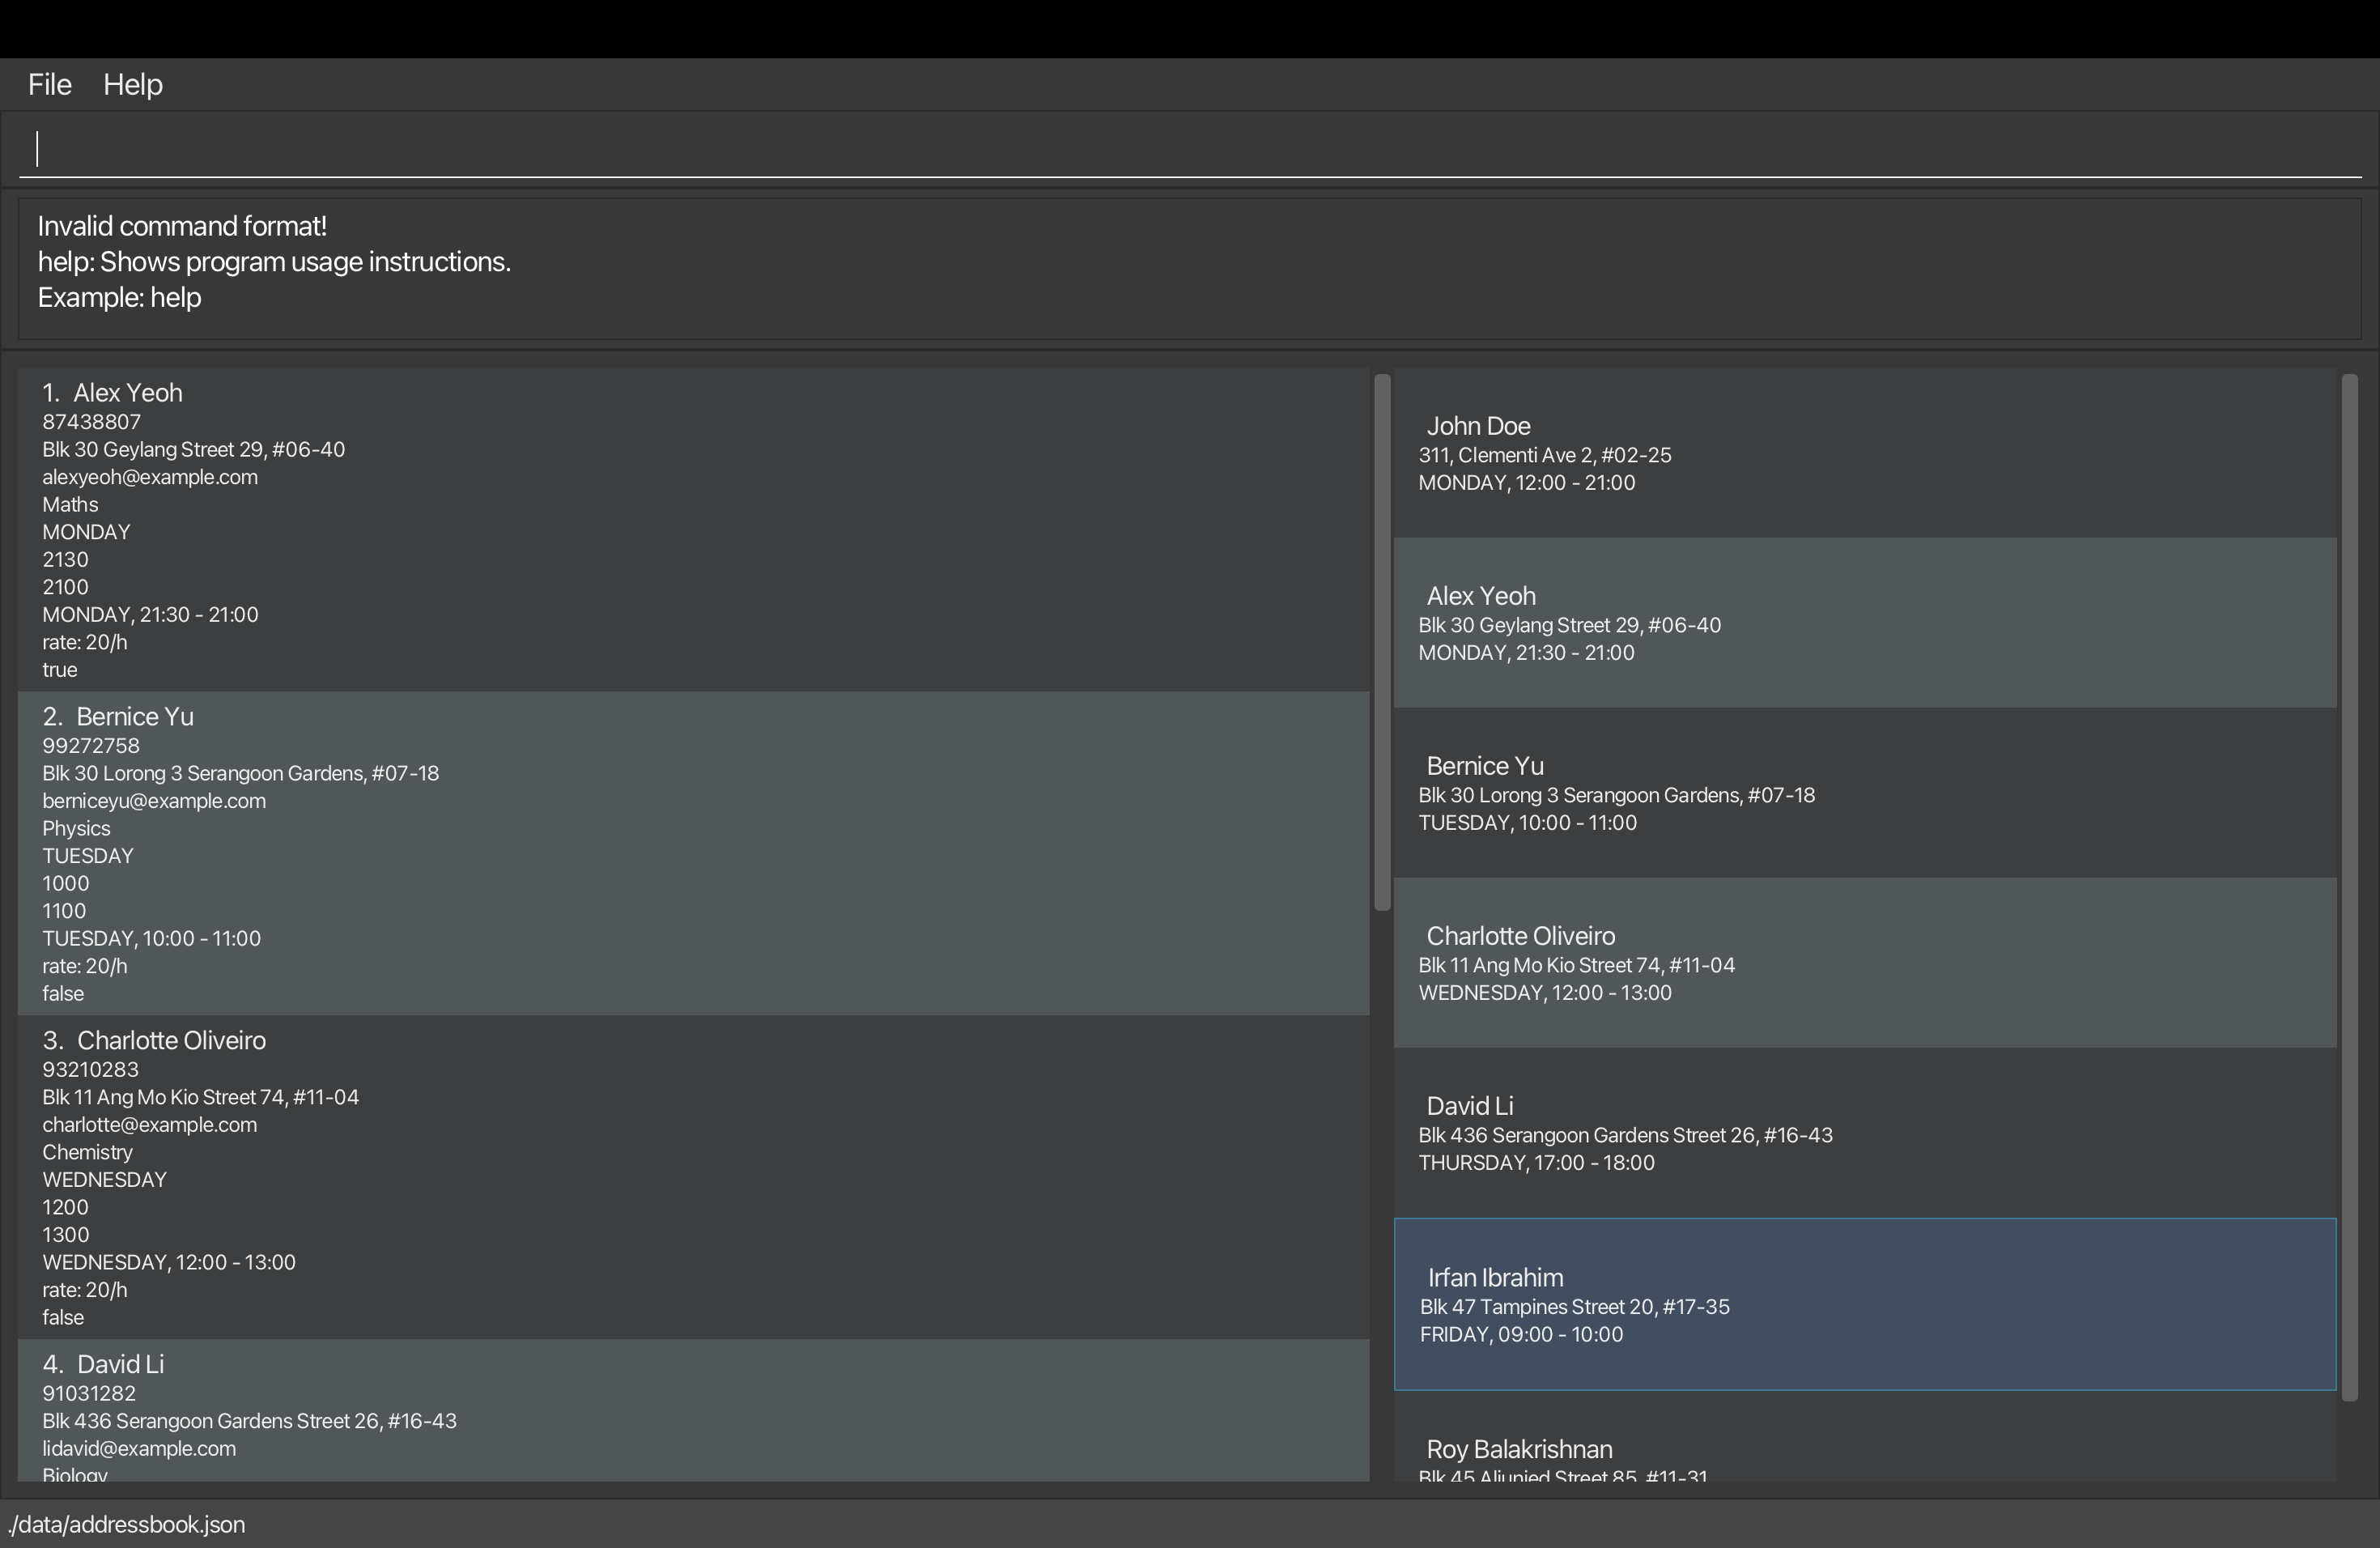 File Help
Invalid command format!
help: Shows program usage instructions.
Example: help
1. Alex Yeoh
87438807
Blk 30 Geylang Street 29, #06-40
alexyeoh@example.com
Maths
MONDAY
2130
2100
MONDAY, 21:30 - 21:00
rate: 20/h
true
2. Bernice Yu
99272758
Blk 30 Lorong 3 Serangoon Gardens, #07-18
berniceyu@example.com
Physics
TUESDAY
1000
1100
TUESDAY, 10:00 - 11:00
rate: 20/h
false
3. Charlotte Oliveiro
93210283
Blk 11 Ang Mo Kio Street 74, #11-04
charlotte@example.com
Chemistry
WEDNESDAY
1200
1300
WEDNESDAY, 12:00 - 13:00
rate: 20/h
false
4. David Li
91031282
Blk 436 Serangoon Gardens Street 26, #16-43
lidavid@example.com
Biology
John Doe
311, Clementi Ave 2, #02-25
MONDAY, 12:00 - 21:00
Alex Yeoh
Blk 30 Geylang Street 29, #06-40
MONDAY, 21:30 - 21:00
Bernice Yu
Blk 30 Lorong 3 Serangoon Gardens, #07-18
TUESDAY, 10:00 - 11:00
Charlotte Oliveiro
Blk 11 Ang Mo Kio Street 74, #11-04
WEDNESDAY, 12:00 - 13:00
David Li
Blk 436 Serangoon Gardens Street 26, #16-43
THURSDAY, 17:00 - 18:00
Irfan Ibrahim
Blk 47 Tampines Street 20, #17-35
FRIDAY, 09:00 - 10:00
Roy Balakrishnan
Blk 45 Aljunied Street 85, #11-31
./data/addressbook.json